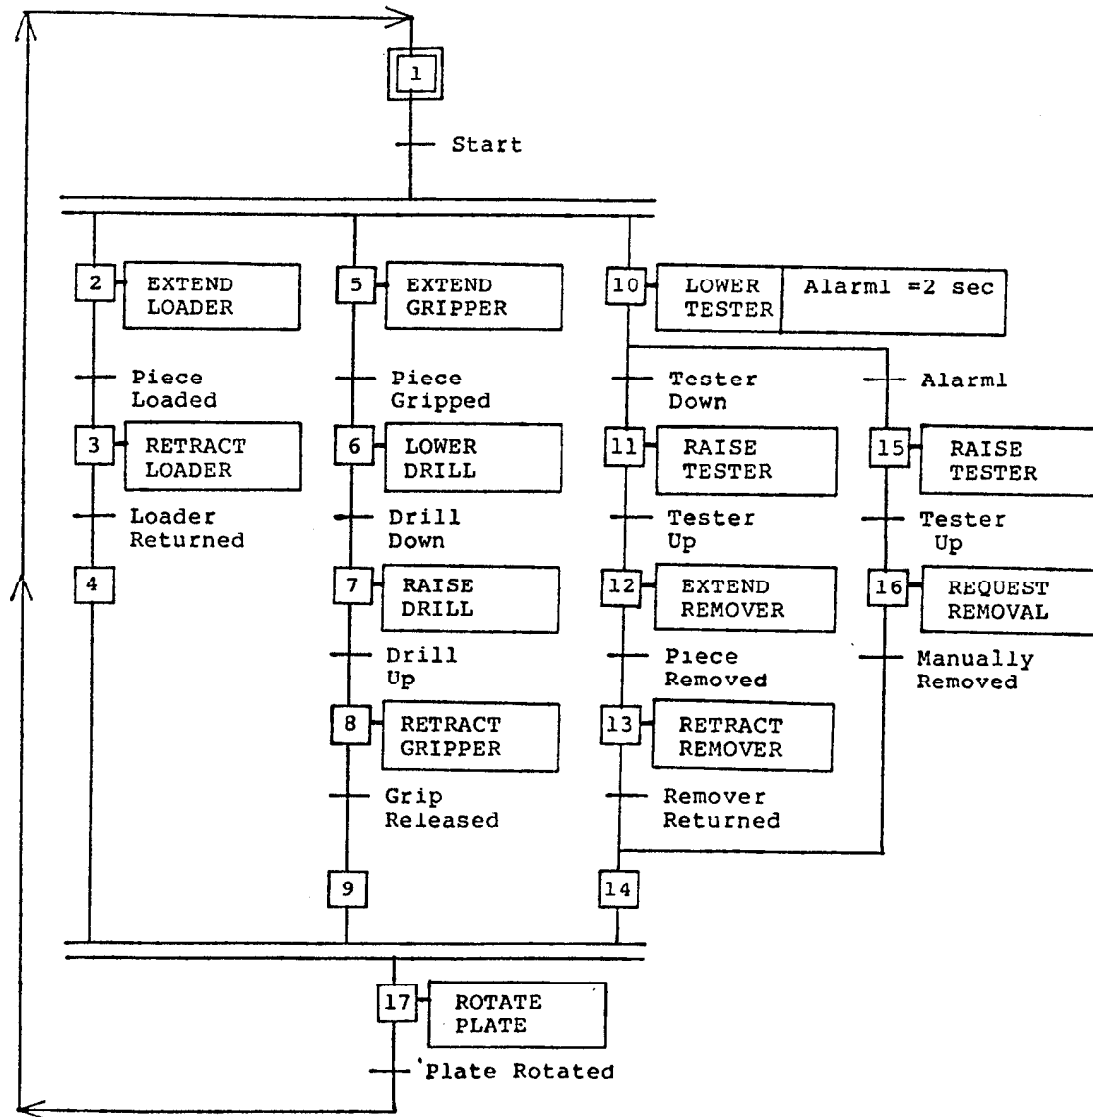 1
Start
2
EXTEND
LOADER
5
EXTEND
GRIPPER
10
LOWER
TESTER
Alarm1 =2 sec
Piece
Loaded
Piece
Gripped
Tester
Down
Alarm1
3
RETRACT
LOADER
6
LOWER
DRILL
11
RAISE
TESTER
15
RAISE
TESTER
Loader
Returned
Drill
Down
Tester
Up
Tester
Up
4
7
RAISE
DRILL
12
EXTEND
REMOVER
16
REQUEST
REMOVAL
Drill
Up
Piece
Removed
Manually
Removed
8
RETRACT
GRIPPER
13
RETRACT
REMOVER
Grip
Released
Remover
Returned
9
14
17
ROTATE
PLATE
Plate Rotated